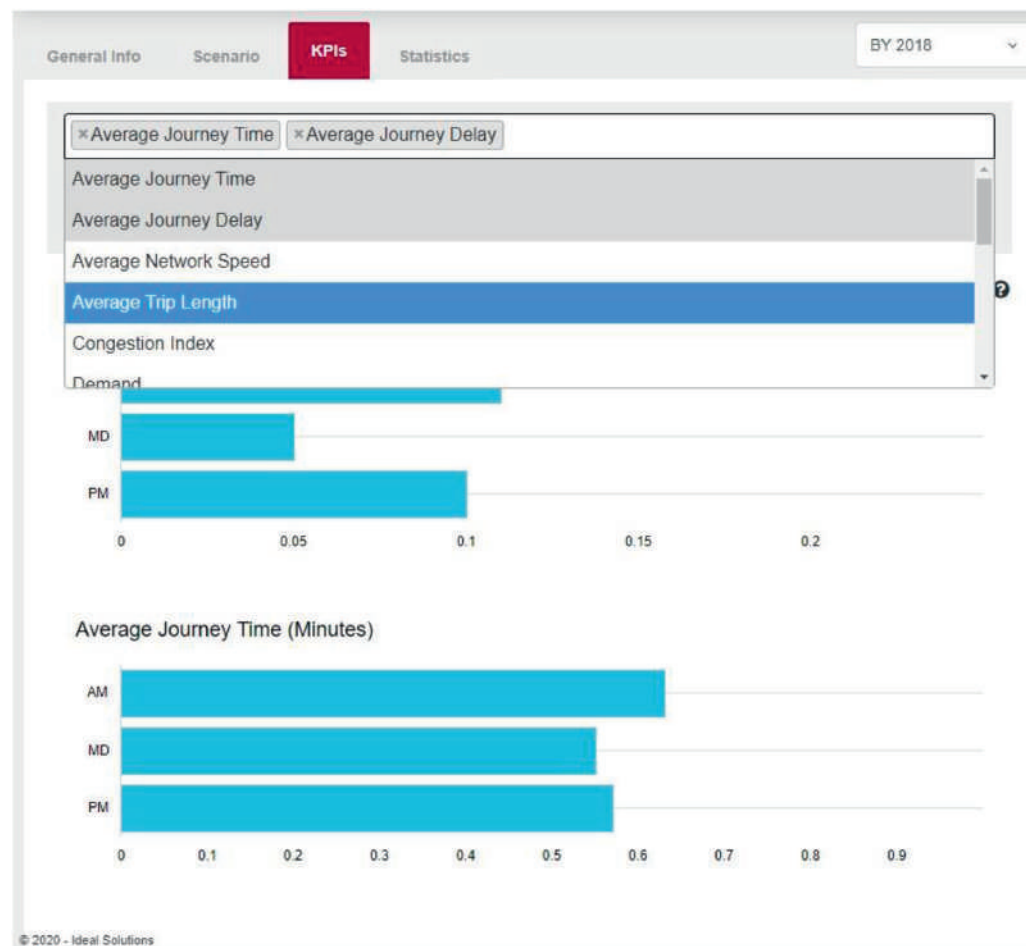 General Info Scenario KPIs Statistics BY 2018
×Average Journey Time ×Average Journey Delay
Average Journey Time
Average Journey Delay
Average Network Speed
Average Trip Length
?
Congestion Index
Demand
MD
PM
0 0.05 0.1 0.15 0.2
Average Journey Time (Minutes)
AM
MD
PM
0 0.1 0.2 0.3 0.4 0.5 0.6 0.7 0.8 0.9
© 2020 - Ideal Solutions